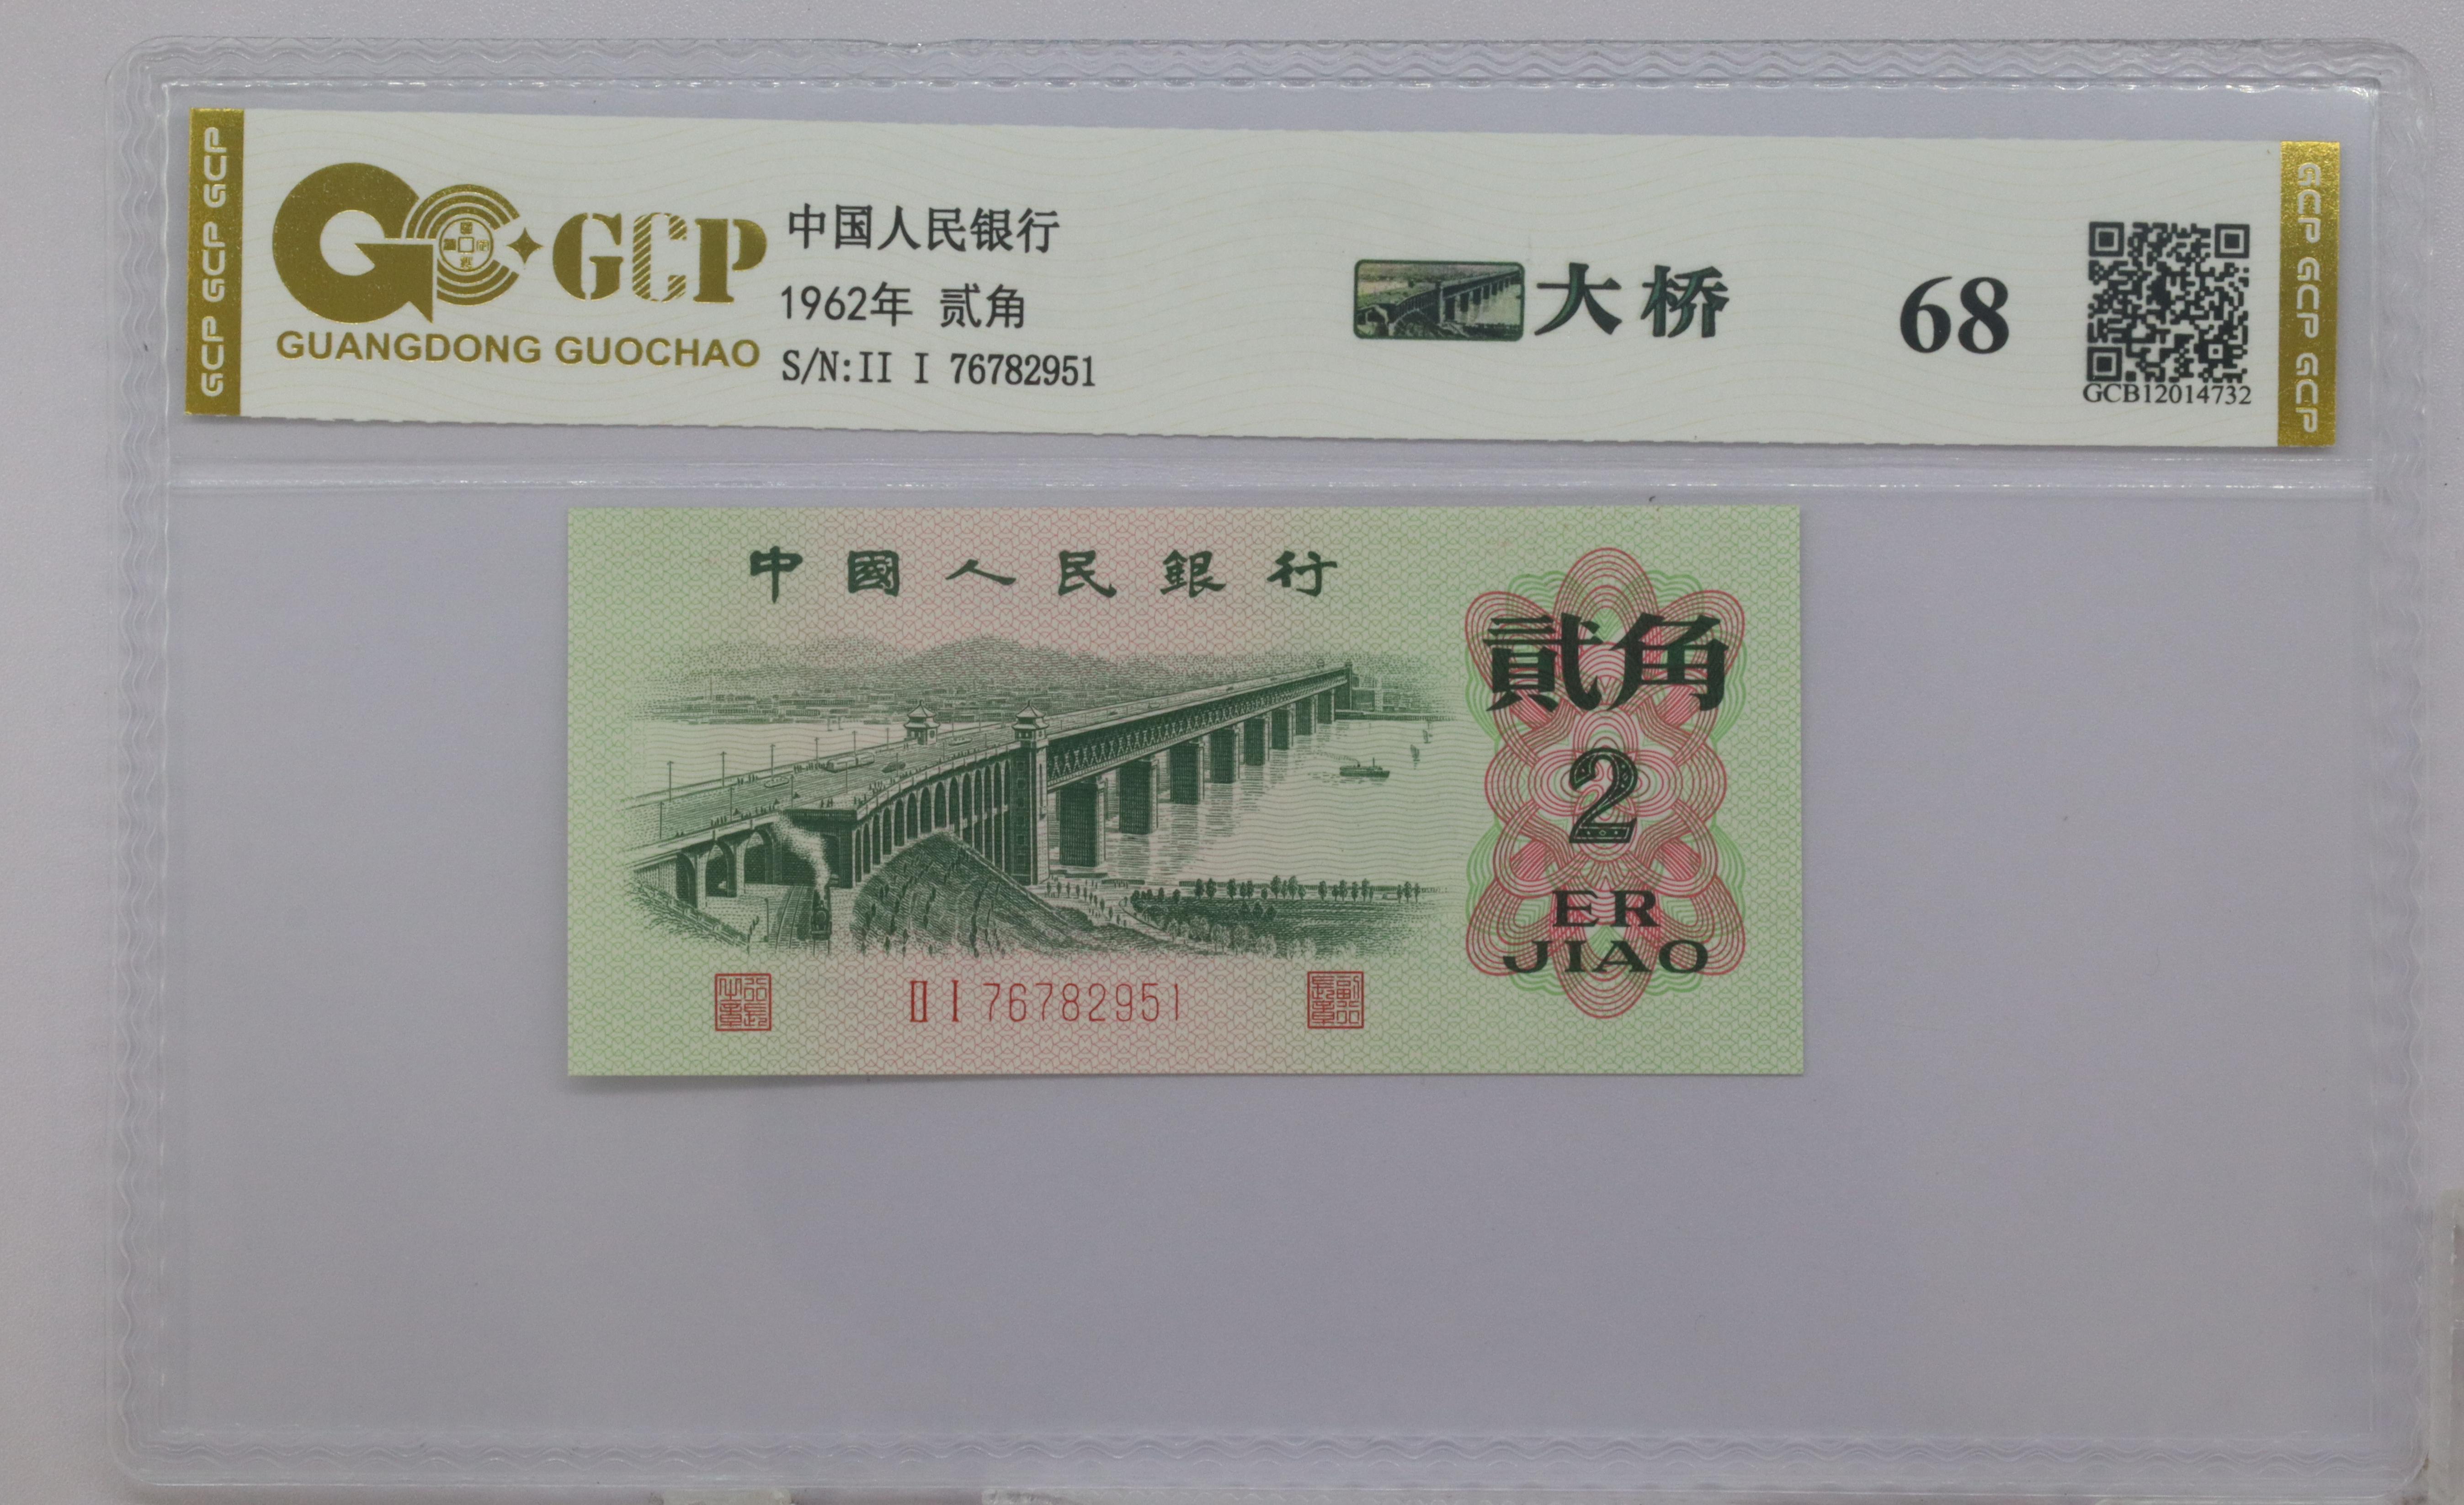 GCP GCP GCP
GCP
GUANGDONG GUOCHAO
中国人民银行
1962年 贰角
S/N:II I 76782951
大桥
68
GCB12014732
GCP GCP GCP
中國人民銀行
貳角
2
ER
JIAO
II I 76782951